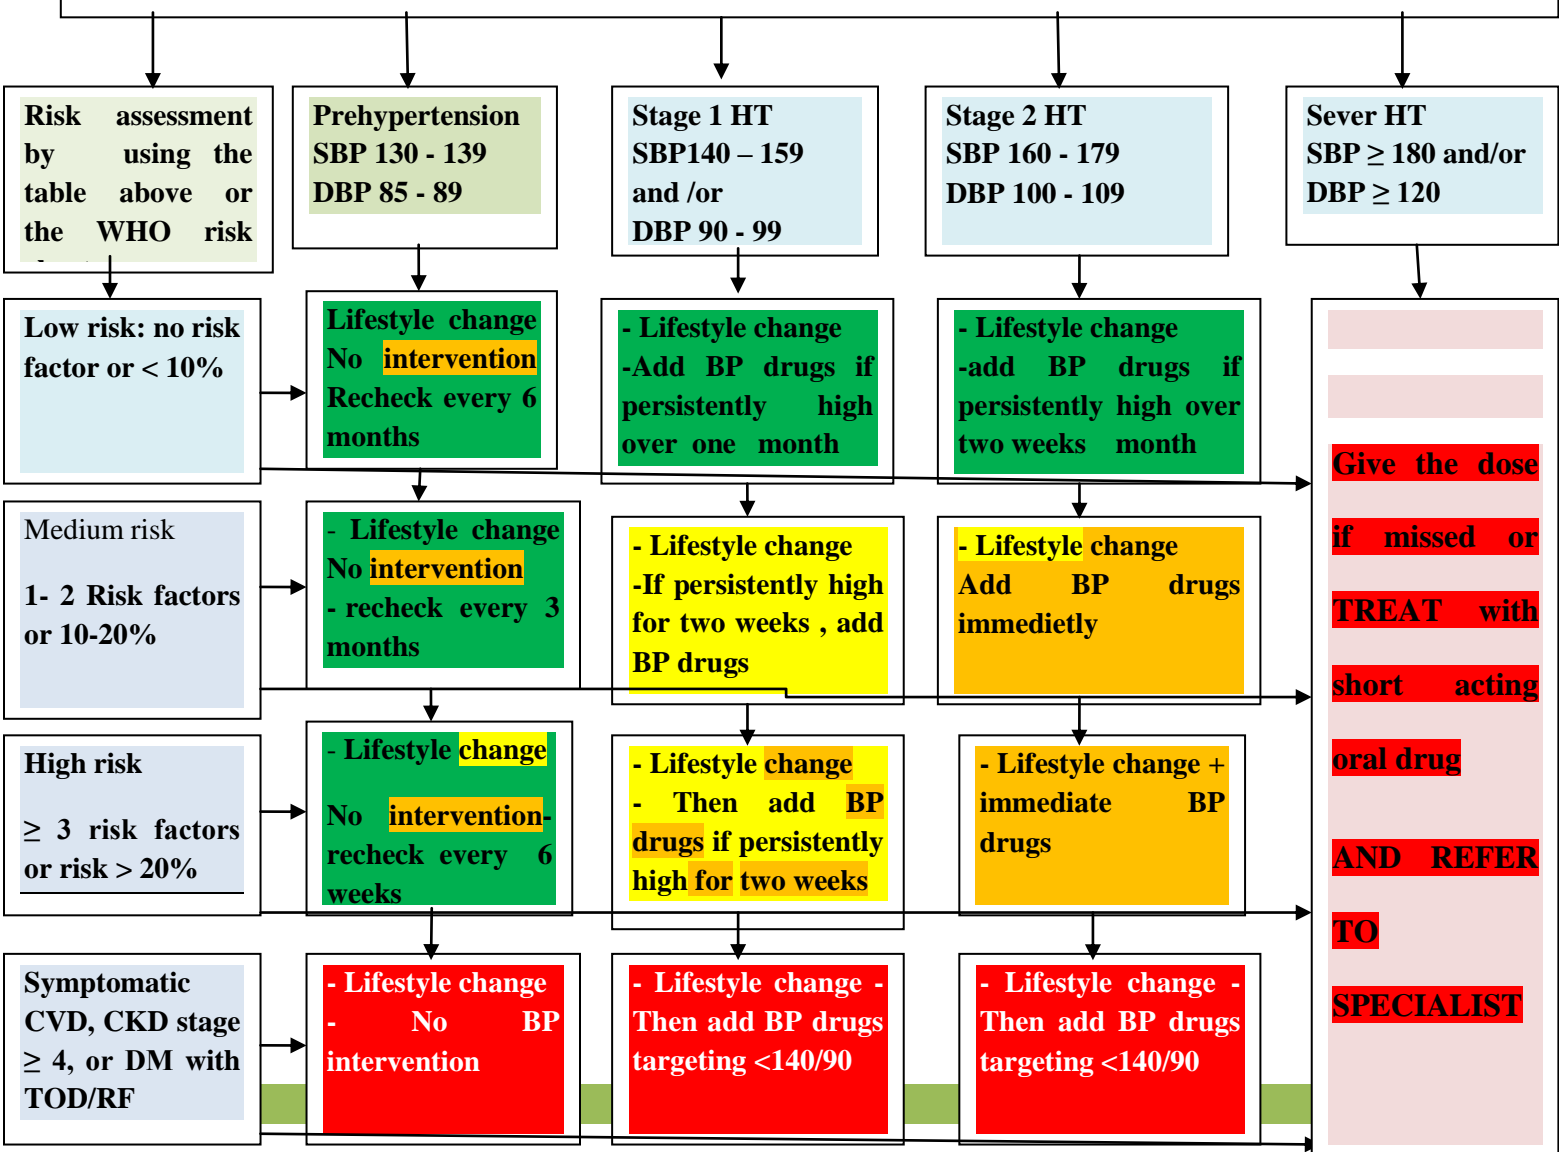 Risk assessment
by using the
table above or
the WHO risk
Prehypertension
SBP 130 - 139
DBP 85 - 89
Stage 1 HT
SBP140 – 159
and /or
DBP 90 - 99
Stage 2 HT
SBP 160 - 179
DBP 100 - 109
Sever HT
SBP ≥ 180 and/or
DBP ≥ 120
Low risk: no risk
factor or < 10%
Lifestyle change
No intervention
Recheck every 6
months
- Lifestyle change
-Add BP drugs if
persistently high
over one month
- Lifestyle change
-add BP drugs if
persistently high over
two weeks month
Medium risk
1- 2 Risk factors
or 10-20%
- Lifestyle change
No intervention
- recheck every 3
months
- Lifestyle change
-If persistently high
for two weeks , add
BP drugs
- Lifestyle change
Add BP drugs
immedietly
High risk
≥ 3 risk factors
or risk > 20%
- Lifestyle change
No intervention-
recheck every 6
weeks
- Lifestyle change
- Then add BP
drugs if persistently
high for two weeks
- Lifestyle change +
immediate BP
drugs
Symptomatic
CVD, CKD stage
≥ 4, or DM with
TOD/RF
- Lifestyle change
- No BP
intervention
- Lifestyle change -
Then add BP drugs
targeting <140/90
- Lifestyle change -
Then add BP drugs
targeting <140/90
Give the dose
if missed or
TREAT with
short acting
oral drug
AND REFER
TO
SPECIALIST